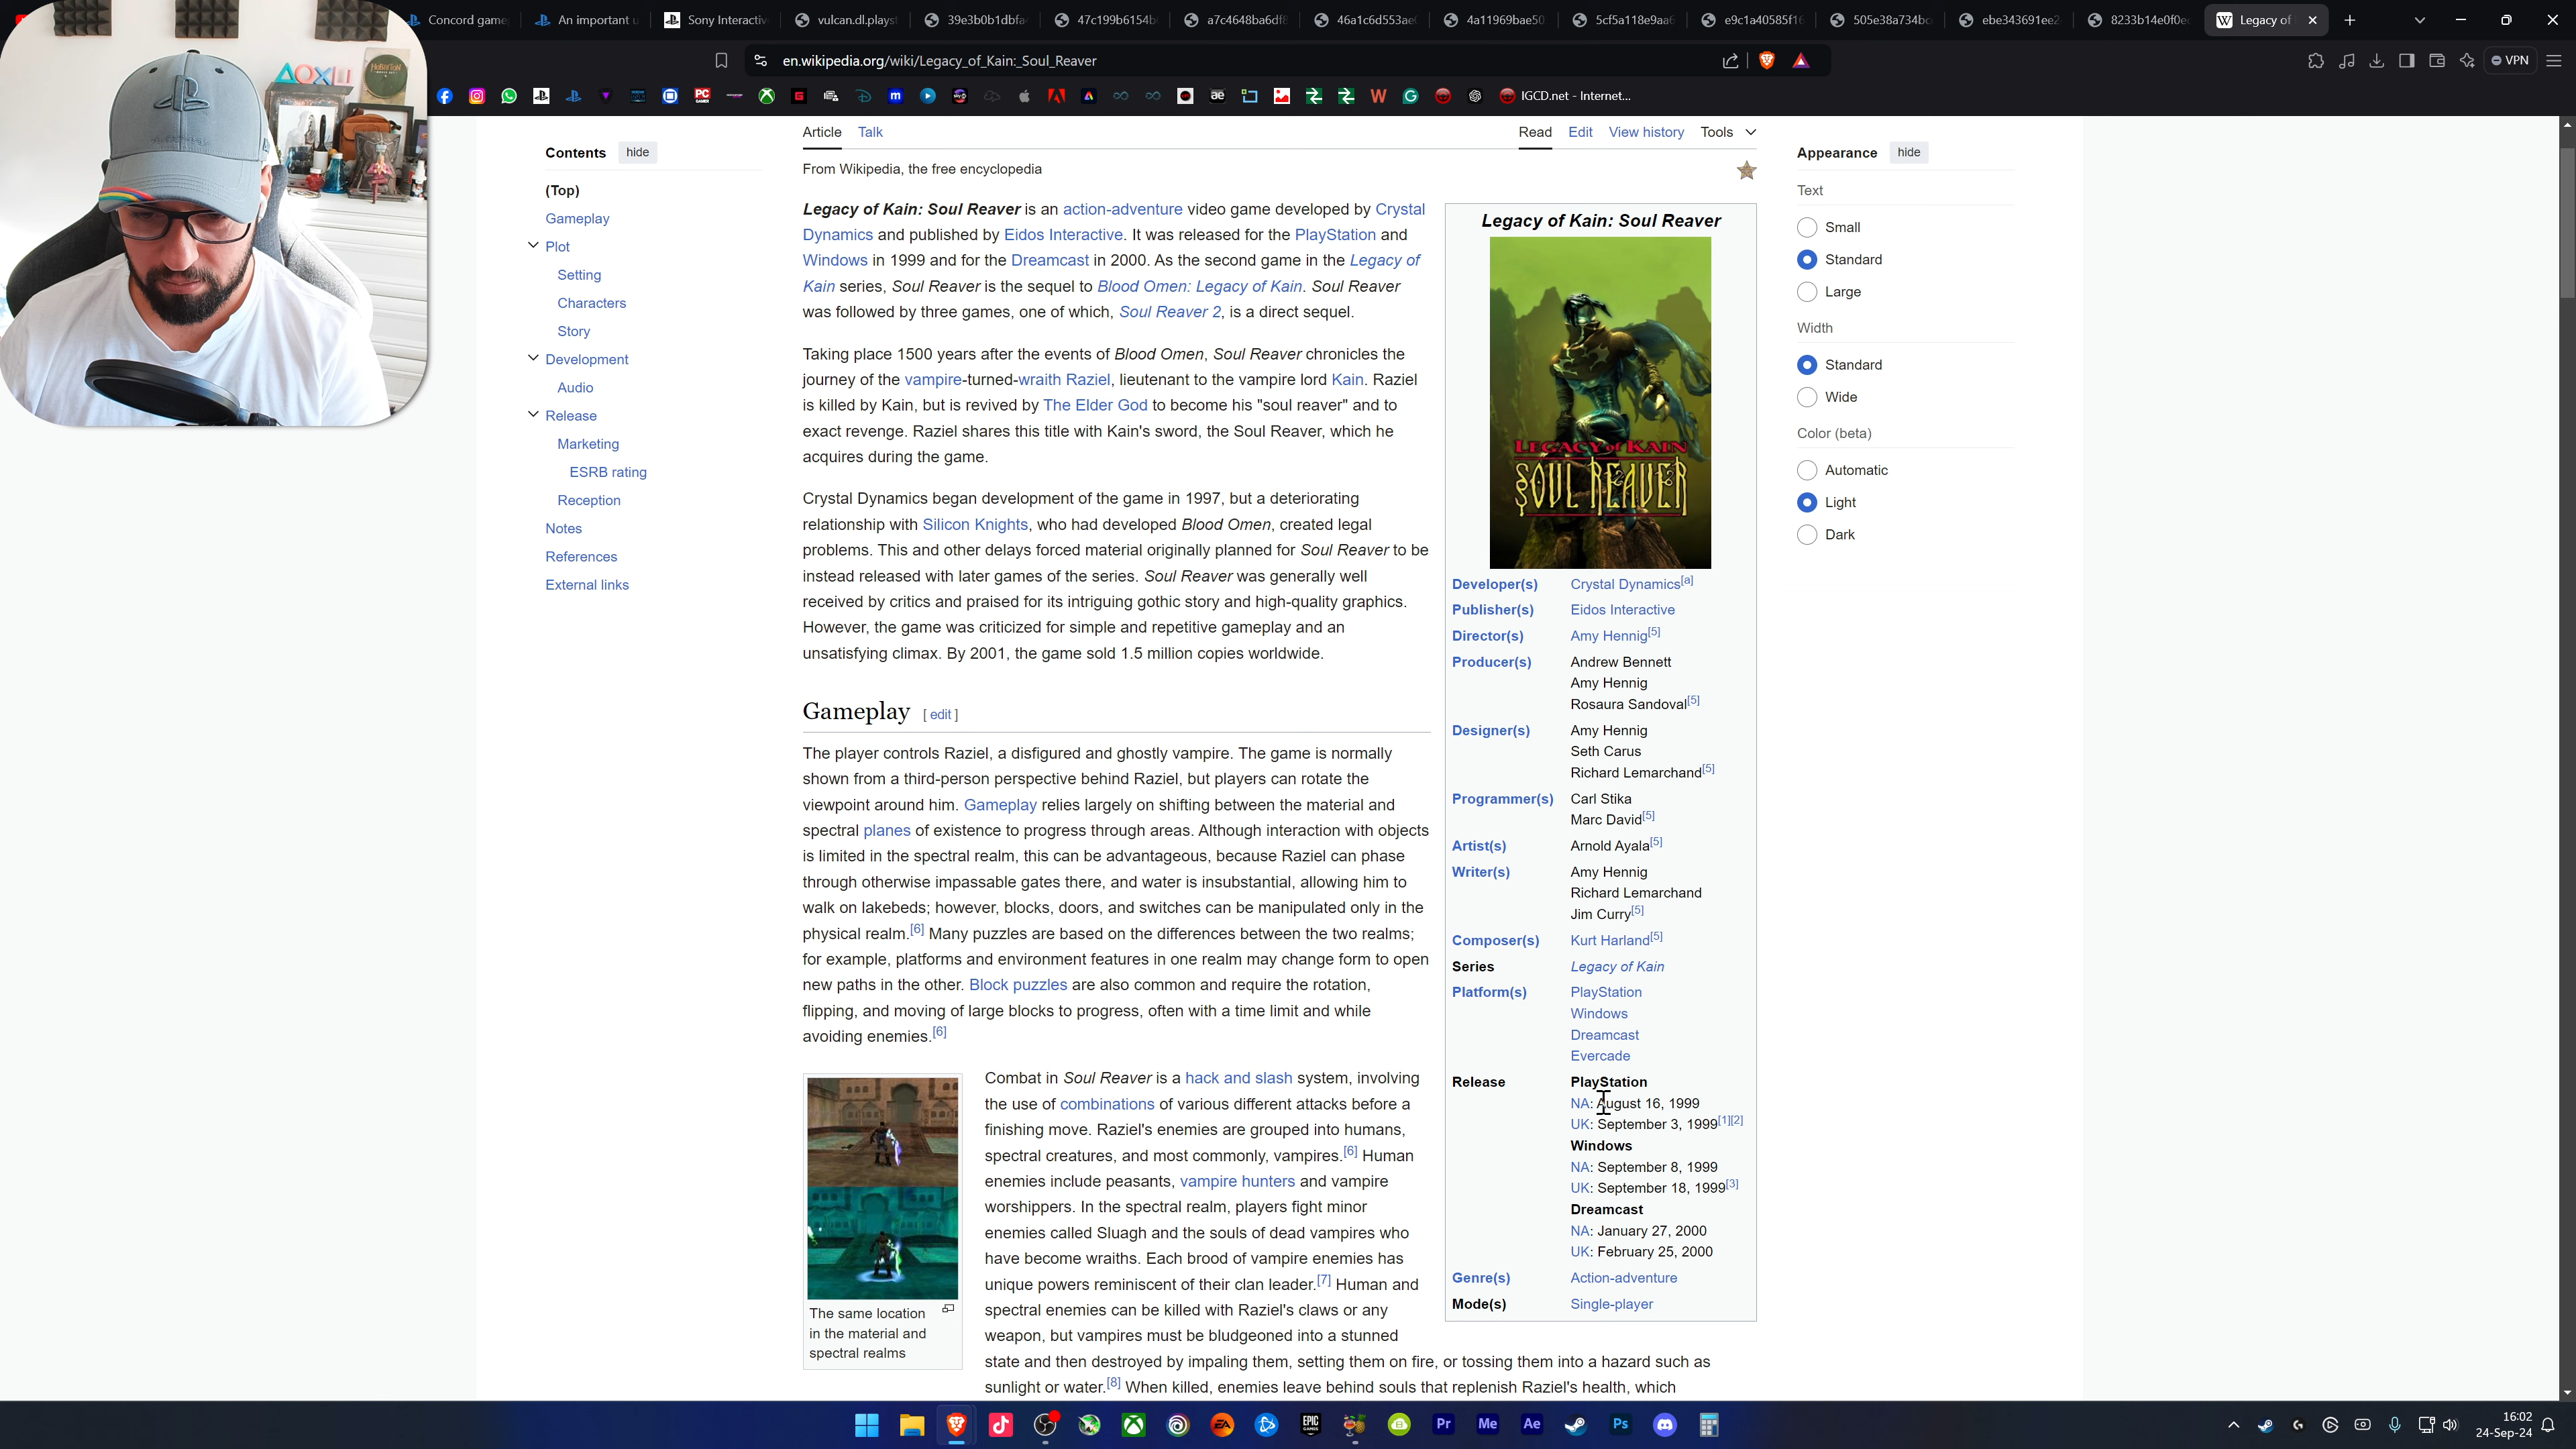 Concord game
An important u
Sony Interactiv
vulcan.dl.playst
39e3b0b1dbfa
47c199b6154b
a7c4648ba6df8
46a1c6d553ae
4a11969bae50
5cf5a118e9aa
e9c1a40585f1
505e38a734bc
ebe343691ee2
8233b14e0f0e
Legacy of
en.wikipedia.org/wiki/Legacy_of_Kain:_Soul_Reaver
VPN
IGCD.net - Internet...
Article Talk
Read Edit View history Tools
From Wikipedia, the free encyclopedia
Contents hide
(Top)
Gameplay
Plot
Setting
Characters
Story
Development
Audio
Release
Marketing
ESRB rating
Reception
Notes
References
External links
Legacy of Kain: Soul Reaver is an action-adventure video game developed by Crystal
Dynamics and published by Eidos Interactive. It was released for the PlayStation and
Windows in 1999 and for the Dreamcast in 2000. As the second game in the Legacy of
Kain series, Soul Reaver is the sequel to Blood Omen: Legacy of Kain. Soul Reaver
was followed by three games, one of which, Soul Reaver 2, is a direct sequel.
Taking place 1500 years after the events of Blood Omen, Soul Reaver chronicles the
journey of the vampire-turned-wraith Raziel, lieutenant to the vampire lord Kain. Raziel
is killed by Kain, but is revived by The Elder God to become his "soul reaver" and to
exact revenge. Raziel shares this title with Kain's sword, the Soul Reaver, which he
acquires during the game.
Crystal Dynamics began development of the game in 1997, but a deteriorating
relationship with Silicon Knights, who had developed Blood Omen, created legal
problems. This and other delays forced material originally planned for Soul Reaver to be
instead released with later games of the series. Soul Reaver was generally well
received by critics and praised for its intriguing gothic story and high-quality graphics.
However, the game was criticized for simple and repetitive gameplay and an
unsatisfying climax. By 2001, the game sold 1.5 million copies worldwide.
Gameplay [ edit ]
The player controls Raziel, a disfigured and ghostly vampire. The game is normally
shown from a third-person perspective behind Raziel, but players can rotate the
viewpoint around him. Gameplay relies largely on shifting between the material and
spectral planes of existence to progress through areas. Although interaction with objects
is limited in the spectral realm, this can be advantageous, because Raziel can phase
through otherwise impassable gates there, and water is insubstantial, allowing him to
walk on lakebeds; however, blocks, doors, and switches can be manipulated only in the
physical realm.[6] Many puzzles are based on the differences between the two realms;
for example, platforms and environment features in one realm may change form to open
new paths in the other. Block puzzles are also common and require the rotation,
flipping, and moving of large blocks to progress, often with a time limit and while
avoiding enemies.[6]
The same location
in the material and
spectral realms
Combat in Soul Reaver is a hack and slash system, involving
the use of combinations of various different attacks before a
finishing move. Raziel's enemies are grouped into humans,
spectral creatures, and most commonly, vampires.[6] Human
enemies include peasants, vampire hunters and vampire
worshippers. In the spectral realm, players fight minor
enemies called Sluagh and the souls of dead vampires who
have become wraiths. Each brood of vampire enemies has
unique powers reminiscent of their clan leader.[7] Human and
spectral enemies can be killed with Raziel's claws or any
weapon, but vampires must be bludgeoned into a stunned
state and then destroyed by impaling them, setting them on fire, or tossing them into a hazard such as
sunlight or water.[8] When killed, enemies leave behind souls that replenish Raziel's health, which
Legacy of Kain: Soul Reaver
LEGACY of KAIN
SOUL REAVER
Developer(s) Crystal Dynamics[a]
Publisher(s) Eidos Interactive
Director(s) Amy Hennig[5]
Producer(s) Andrew Bennett
Amy Hennig
Rosaura Sandoval[5]
Designer(s) Amy Hennig
Seth Carus
Richard Lemarchand[5]
Programmer(s) Carl Stika
Marc David[5]
Artist(s) Arnold Ayala[5]
Writer(s) Amy Hennig
Richard Lemarchand
Jim Curry[5]
Composer(s) Kurt Harland[5]
Series Legacy of Kain
Platform(s) PlayStation
Windows
Dreamcast
Evercade
Release PlayStation
NA: August 16, 1999
UK: September 3, 1999[1][2]
Windows
NA: September 8, 1999
UK: September 18, 1999[3]
Dreamcast
NA: January 27, 2000
UK: February 25, 2000
Genre(s) Action-adventure
Mode(s) Single-player
Appearance hide
Text
Small
Standard
Large
Width
Standard
Wide
Color (beta)
Automatic
Light
Dark
EA
EPIC GAMES
Pr
Me
Ae
Ps
16:02
24-Sep-24